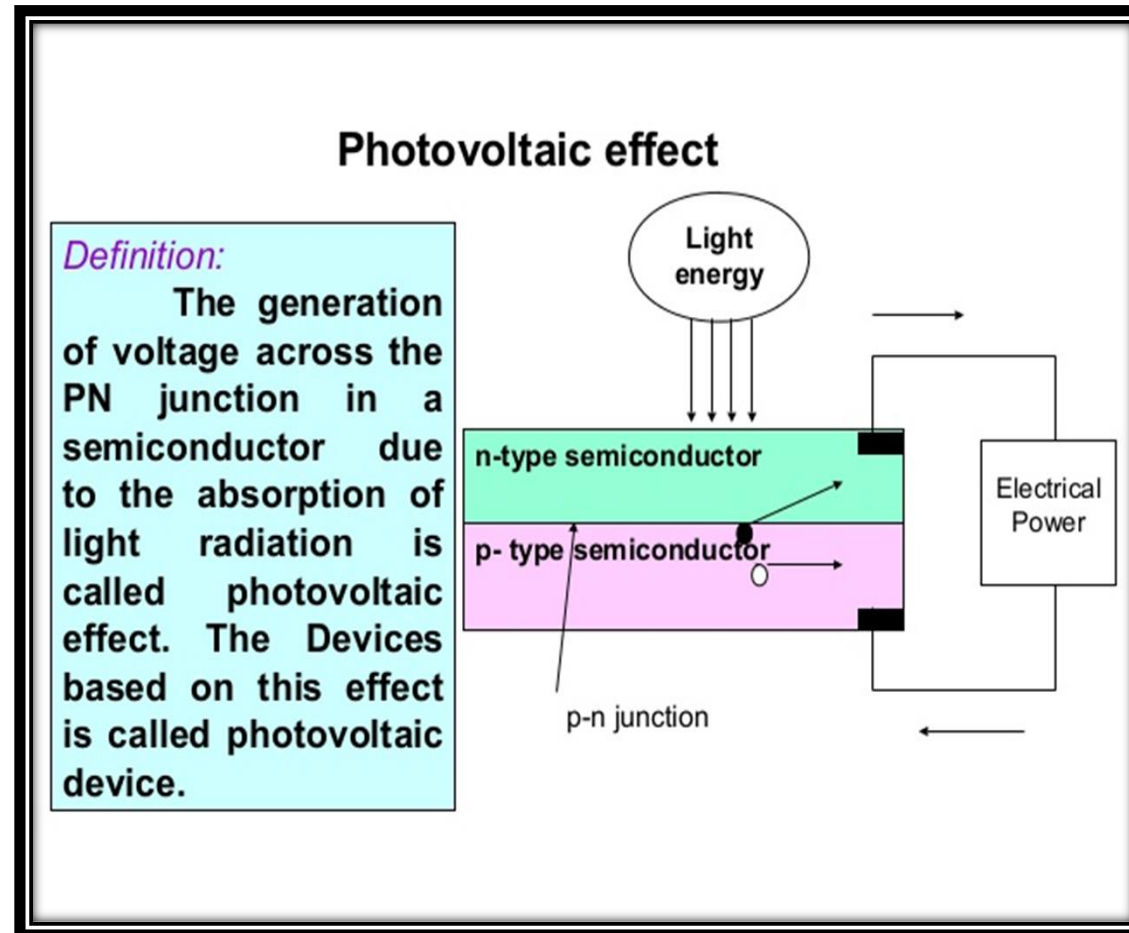 Photovoltaic effect
Definition:
The generation
of voltage across the
PN junction in a
semiconductor due
to the absorption of
light radiation is
called photovoltaic
effect. The Devices
based on this effect
is called photovoltaic
device.
Light
energy
n-type semiconductor
p- type semiconductor
p-n junction
Electrical
Power